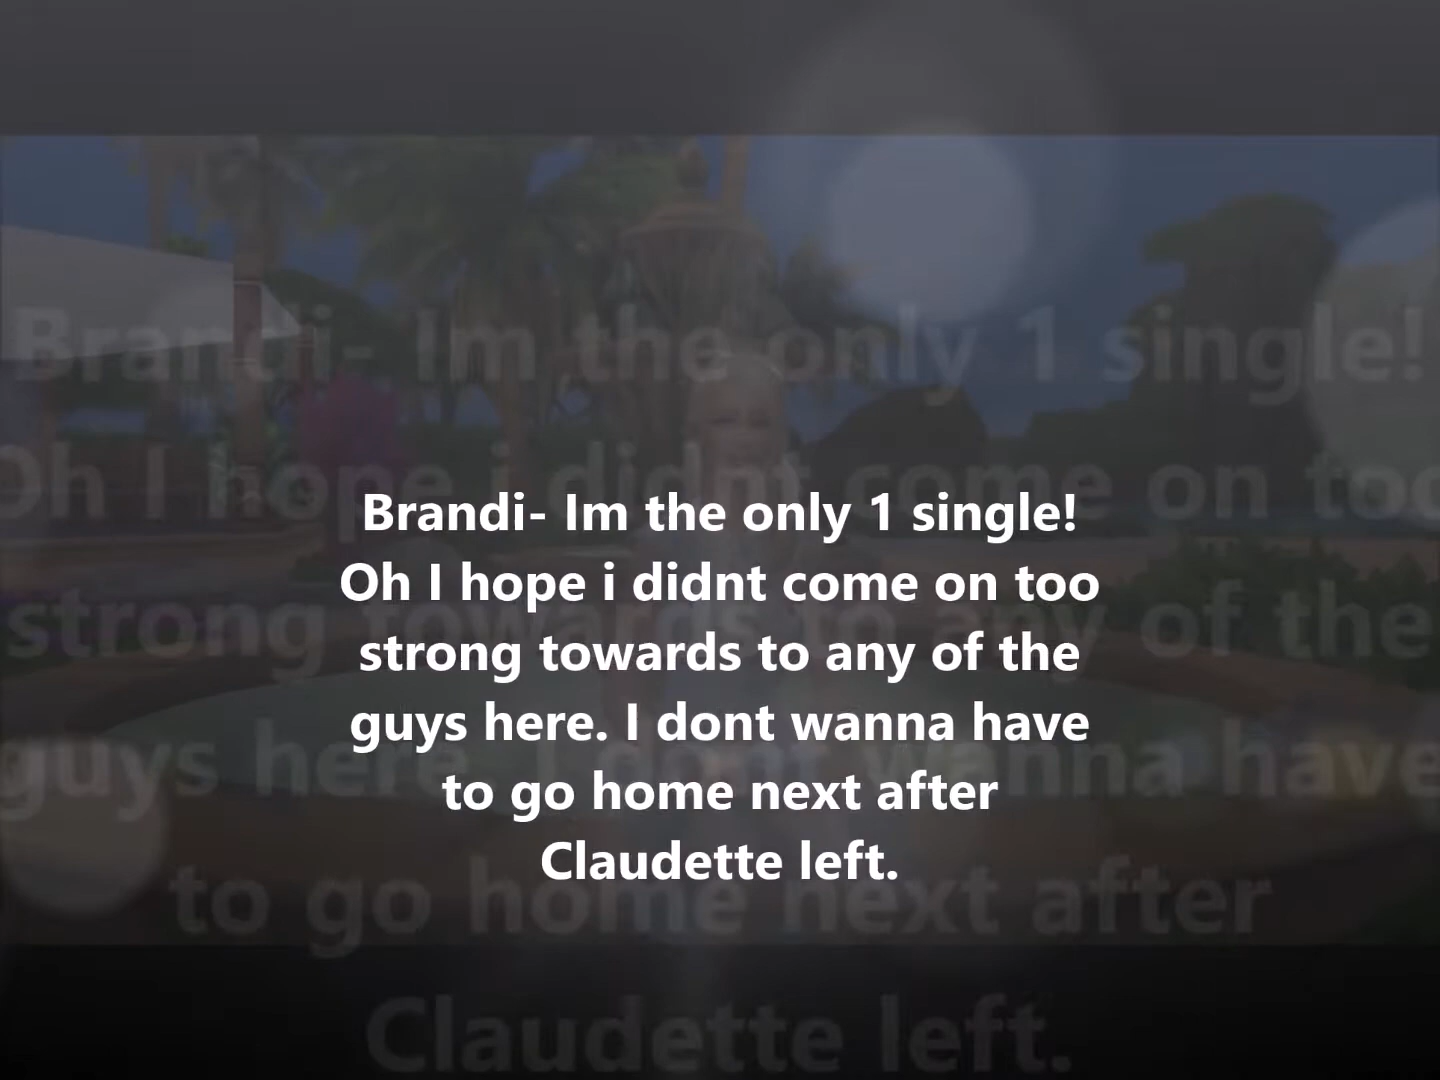 Brandi- Im the only 1 single!
Oh I hope i didnt come on too
strong towards to any of the
guys here. I dont wanna have
to go home next after
Claudette left.